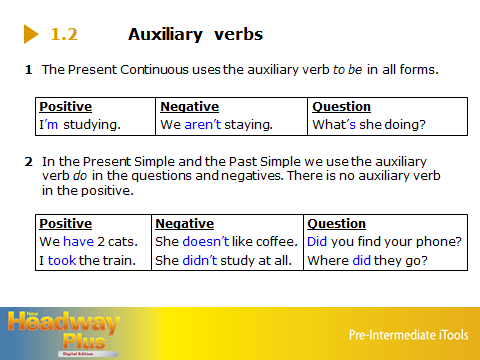 1.2 Auxiliary verbs
1 The Present Continuous uses the auxiliary verb to be in all forms.
Positive Negative Question
I'm studying. We aren't staying. What's she doing?
2 In the Present Simple and the Past Simple we use the auxiliary
verb do in the questions and negatives. There is no auxiliary verb
in the positive.
Positive Negative Question
We have 2 cats. She doesn't like coffee. Did you find your phone?
I took the train. She didn't study at all. Where did they go?
New
Headway
Plus
Digital Edition
Pre-Intermediate iTools